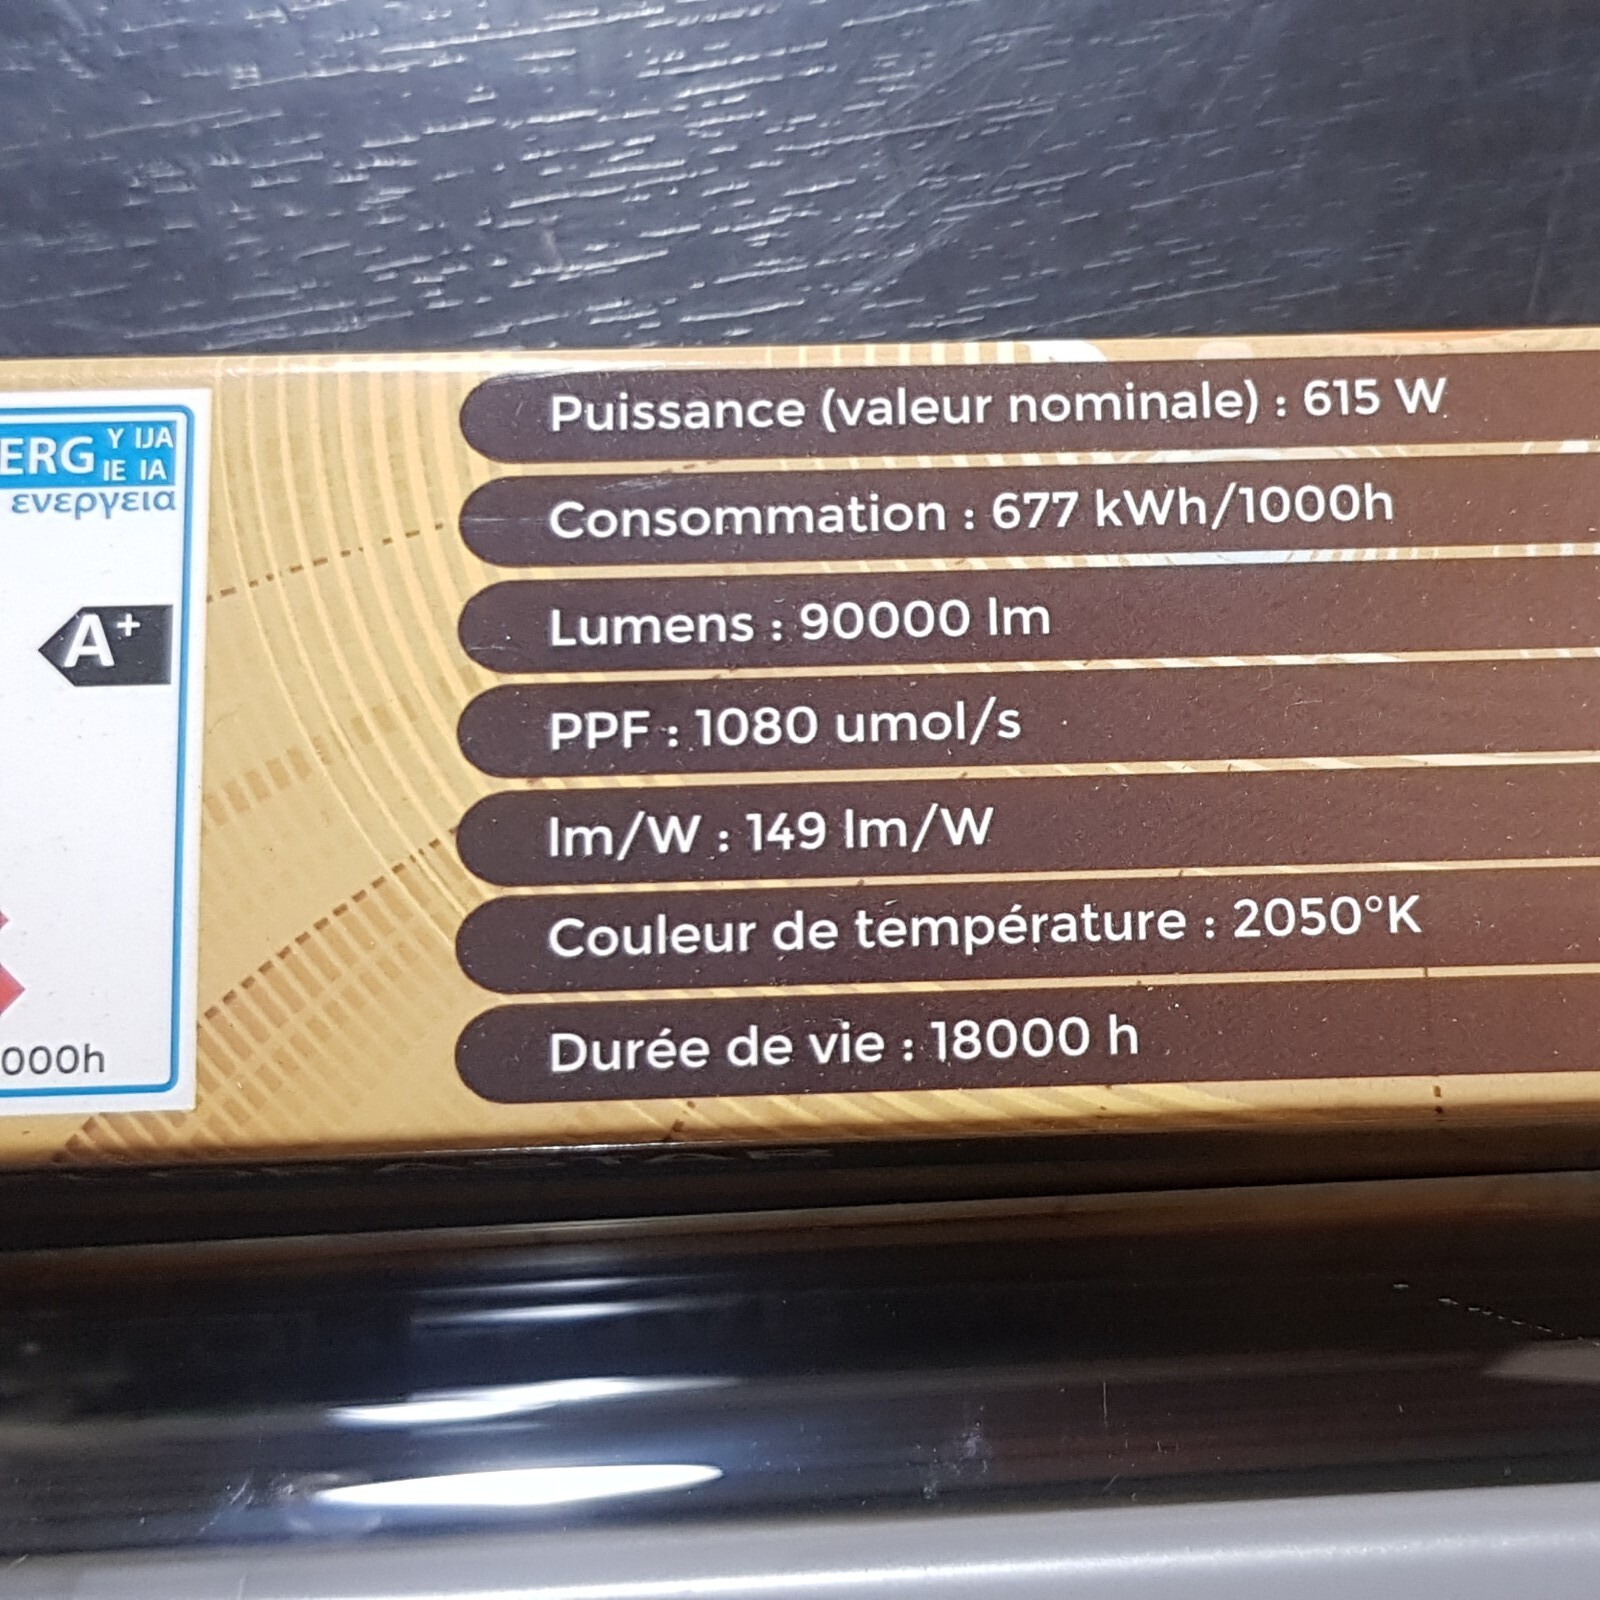 ERG Y IJA
IE IA
ενεργεια
A+
000h
Puissance (valeur nominale) : 615 W
Consommation : 677 kWh/1000h
Lumens : 90000 lm
PPF : 1080 umol/s
lm/W : 149 lm/W
Couleur de température : 2050°K
Durée de vie : 18000 h